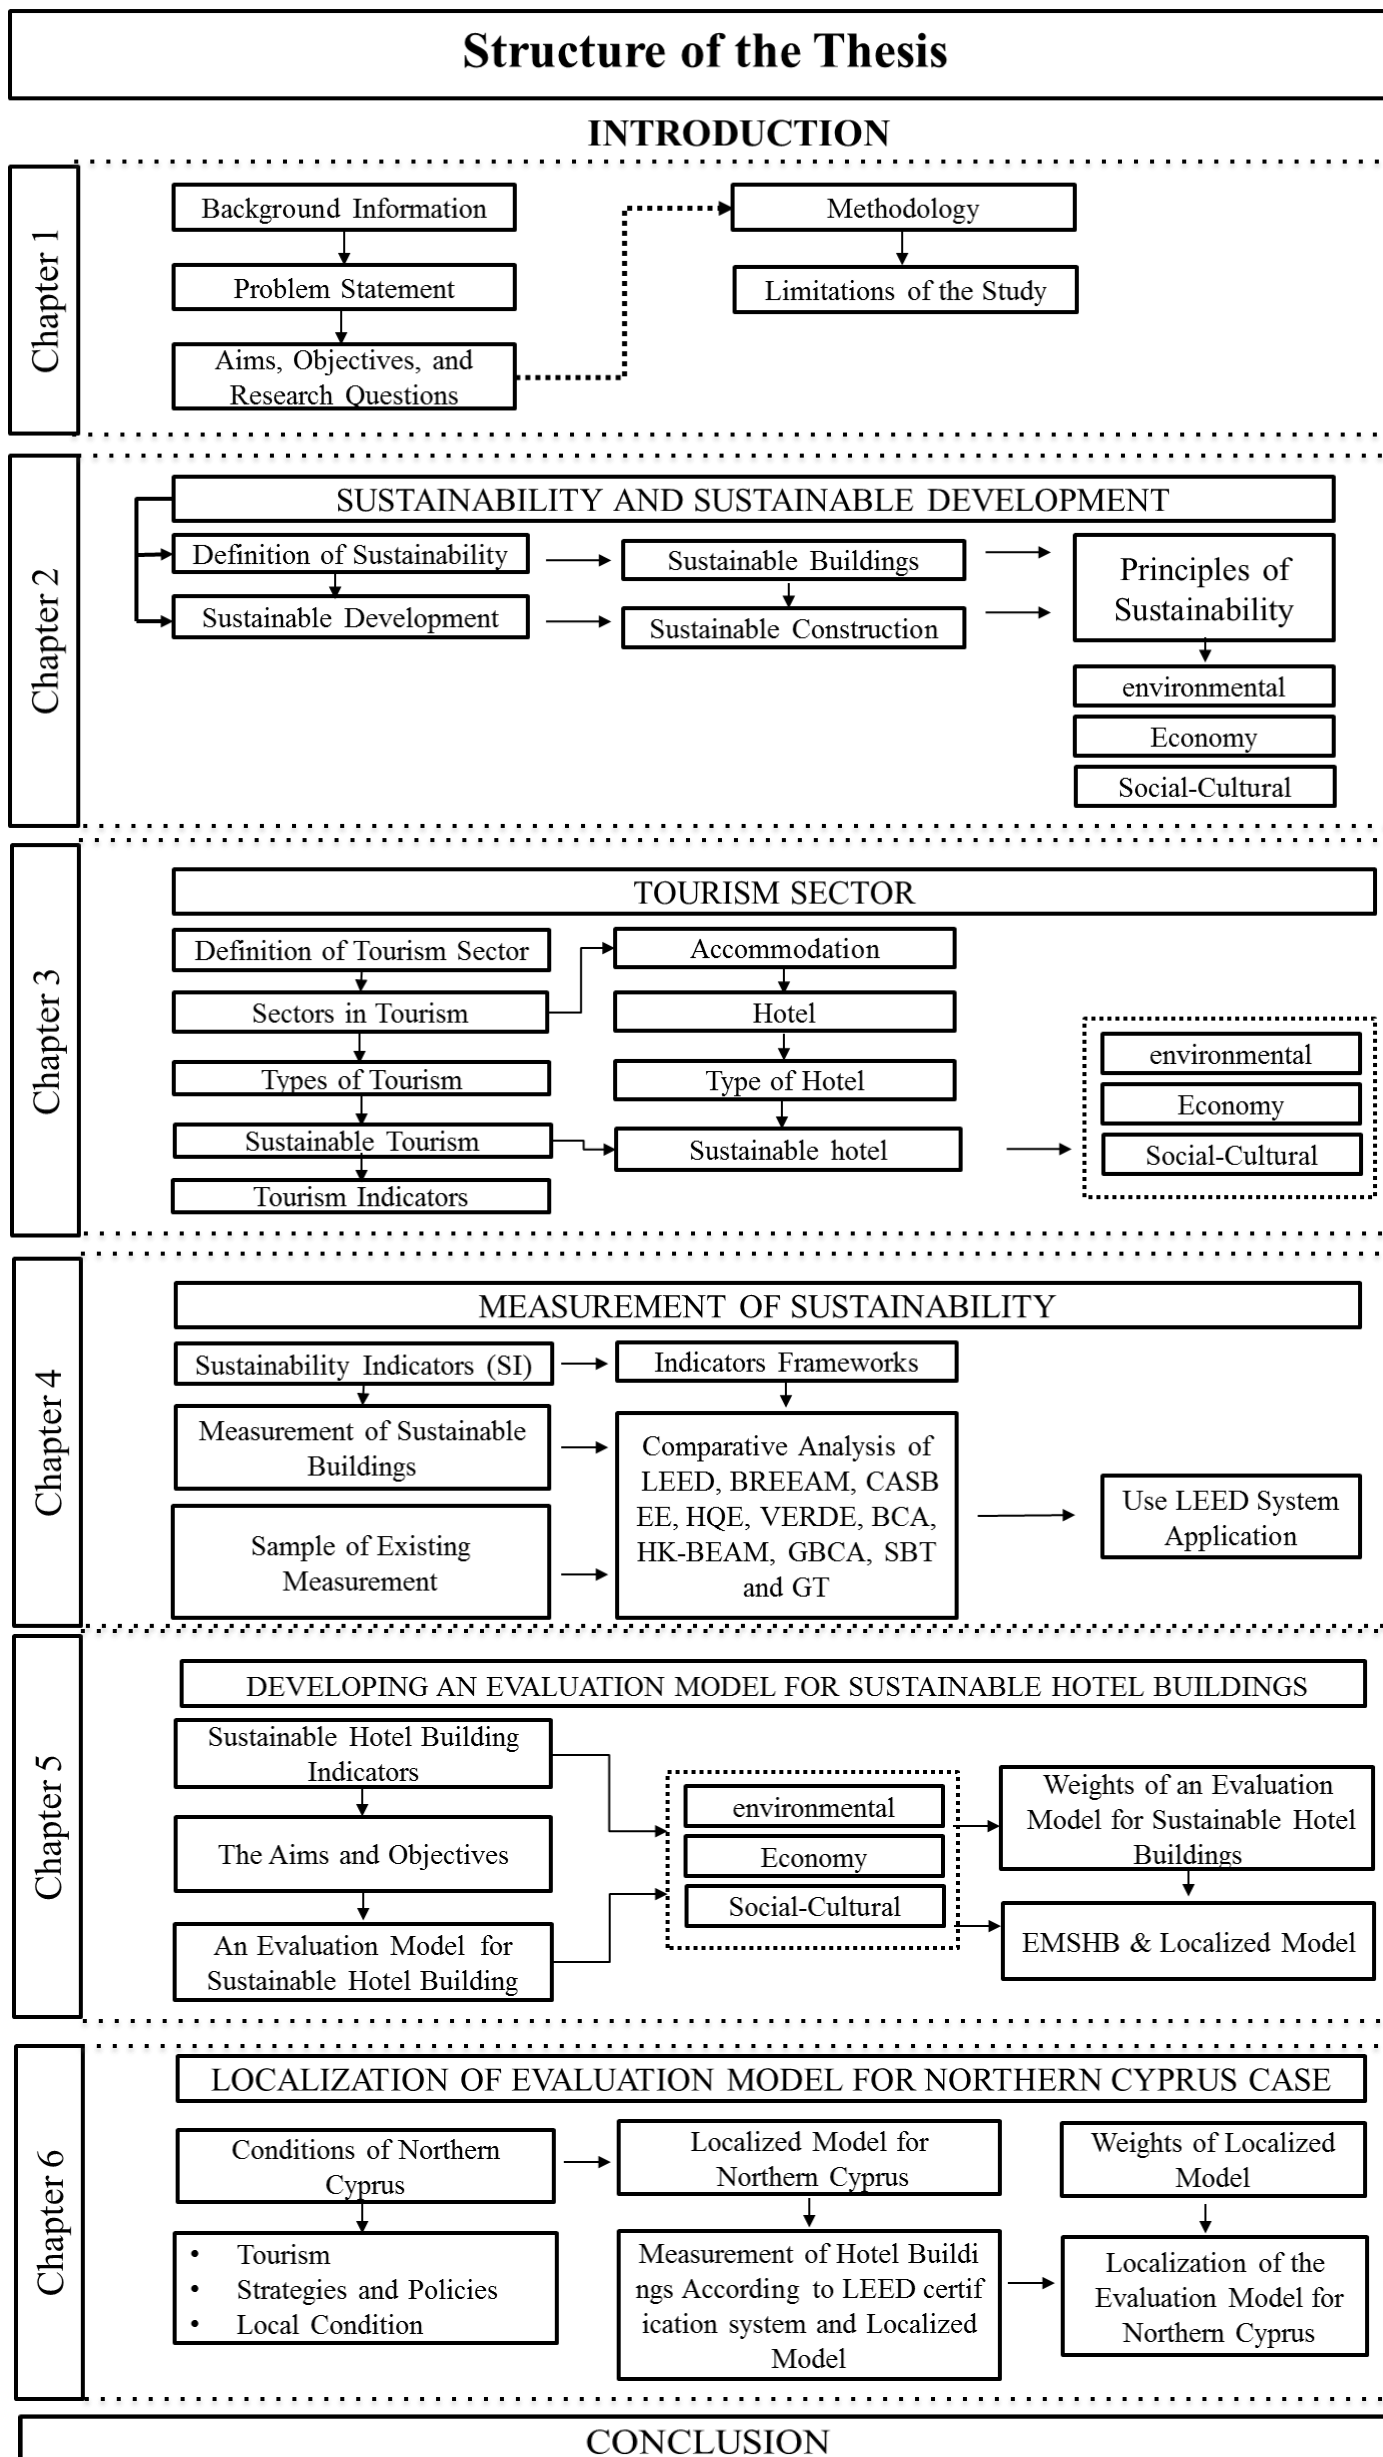 Structure of the Thesis
INTRODUCTION
Chapter 1
Background Information
Problem Statement
Aims, Objectives, and
Research Questions
Methodology
Limitations of the Study
Chapter 2
SUSTAINABILITY AND SUSTAINABLE DEVELOPMENT
Definition of Sustainability
Sustainable Development
Sustainable Buildings
Sustainable Construction
Principles of
Sustainability
environmental
Economy
Social-Cultural
Chapter 3
TOURISM SECTOR
Definition of Tourism Sector
Sectors in Tourism
Types of Tourism
Sustainable Tourism
Tourism Indicators
Accommodation
Hotel
Type of Hotel
Sustainable hotel
environmental
Economy
Social-Cultural
Chapter 4
MEASUREMENT OF SUSTAINABILITY
Sustainability Indicators (SI)
Measurement of Sustainable
Buildings
Sample of Existing
Measurement
Indicators Frameworks
Comparative Analysis of
LEED, BREEAM, CASB
EE, HQE, VERDE, BCA,
HK-BEAM, GBCA, SBT
and GT
Use LEED System
Application
Chapter 5
DEVELOPING AN EVALUATION MODEL FOR SUSTAINABLE HOTEL BUILDINGS
Sustainable Hotel Building
Indicators
The Aims and Objectives
An Evaluation Model for
Sustainable Hotel Building
environmental
Economy
Social-Cultural
Weights of an Evaluation
Model for Sustainable Hotel
Buildings
EMSHB & Localized Model
Chapter 6
LOCALIZATION OF EVALUATION MODEL FOR NORTHERN CYPRUS CASE
Conditions of Northern
Cyprus
• Tourism
• Strategies and Policies
• Local Condition
Localized Model for
Northern Cyprus
Measurement of Hotel Buildi
ngs According to LEED certif
ication system and Localized
Model
Weights of Localized
Model
Localization of the
Evaluation Model for
Northern Cyprus
CONCLUSION